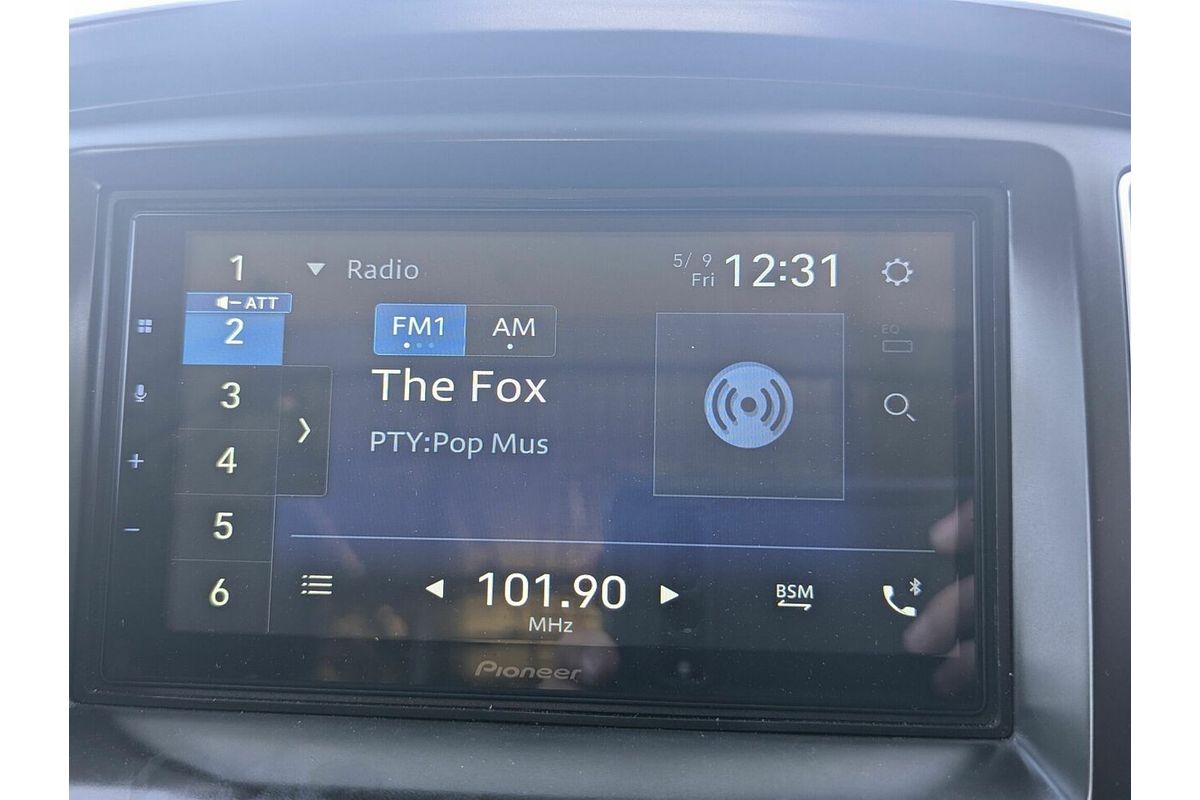 1
ATT
2
3
4
5
6
Radio
5/ 9
Fri
12:31
FM1
AM
EQ
The Fox
PTY:Pop Mus
101.90
MHz
BSM
Pioneer